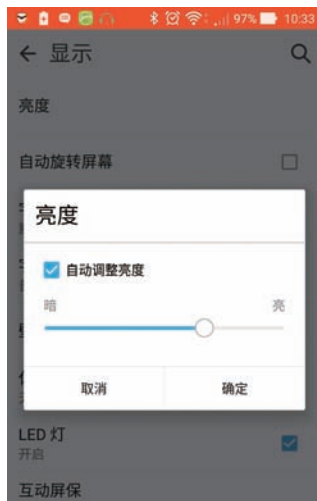 97% 10:33
显示
亮度
自动旋转屏幕
亮度
自动调整亮度
暗 亮
取消 确定
LED 灯
开启
互动屏保